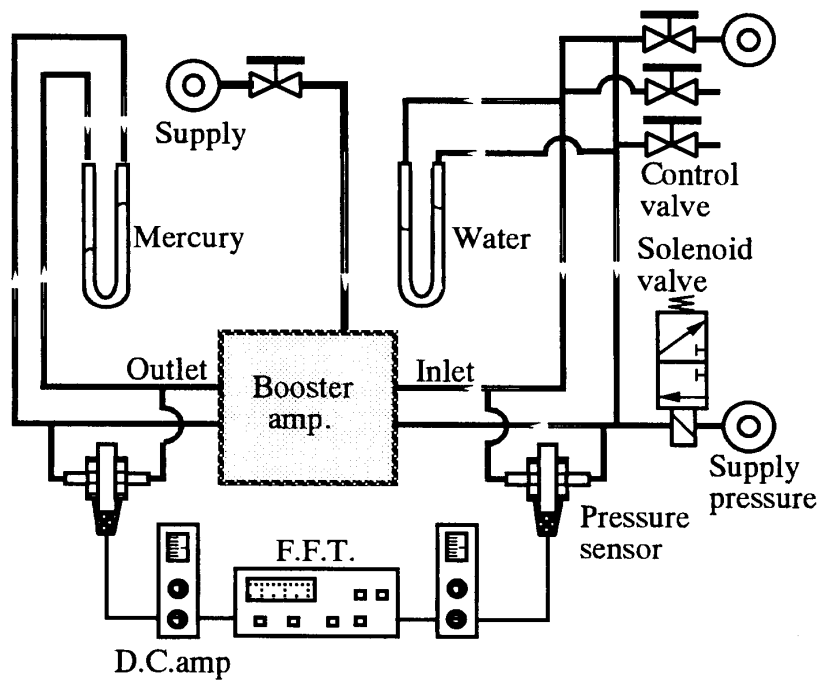 Supply
Mercury
Water
Control
valve
Solenoid
valve
Outlet
Inlet
Booster
amp.
Supply
pressure
Pressure
sensor
F.F.T.
D.C.amp